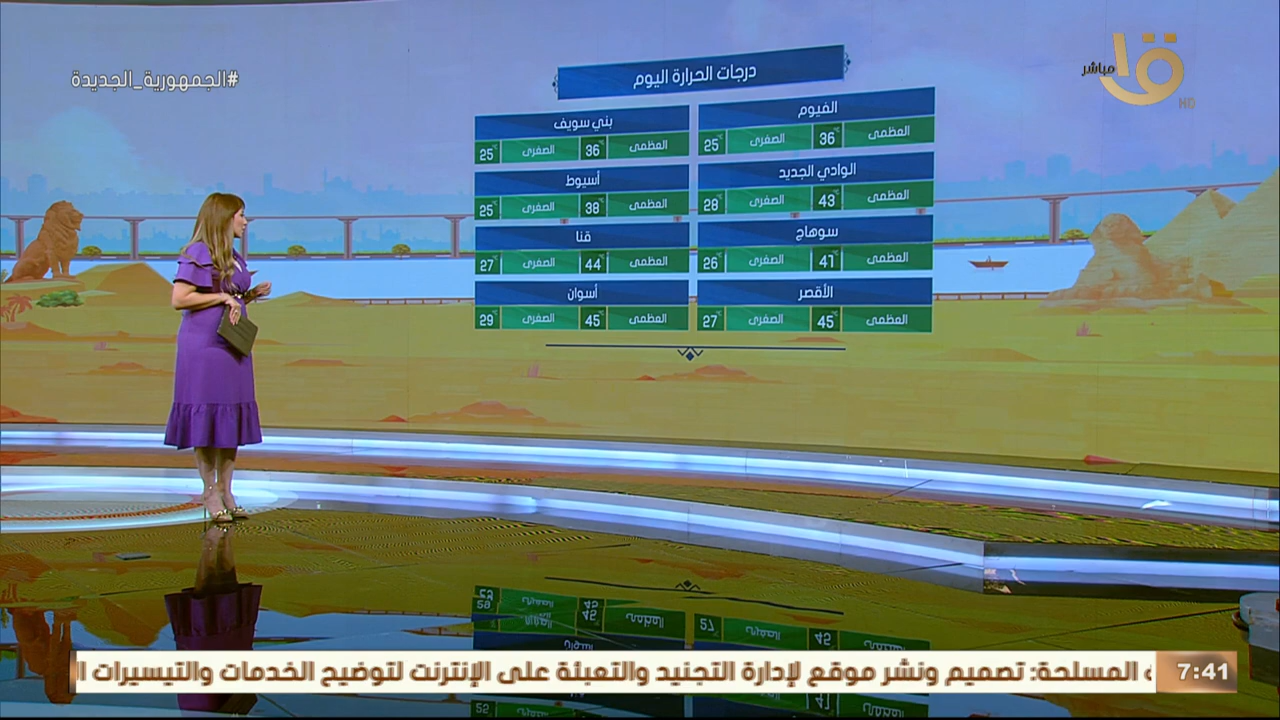 #الجمهورية_الجديدة
مباشر
HD
درجات الحرارة اليوم
الفيوم
العظمى 36°C الصغرى 25°C
بني سويف
العظمى 36°C الصغرى 25°C
الوادي الجديد
العظمى 43°C الصغرى 28°C
أسيوط
العظمى 38°C الصغرى 25°C
سوهاج
العظمى 41°C الصغرى 26°C
قنا
العظمى 44°C الصغرى 27°C
الأقصر
العظمى 45°C الصغرى 27°C
أسوان
العظمى 45°C الصغرى 29°C
7:41
المسلحة: تصميم ونشر موقع لإدارة التجنيد والتعبئة على الإنترنت لتوضيح الخدمات والتيسيرات